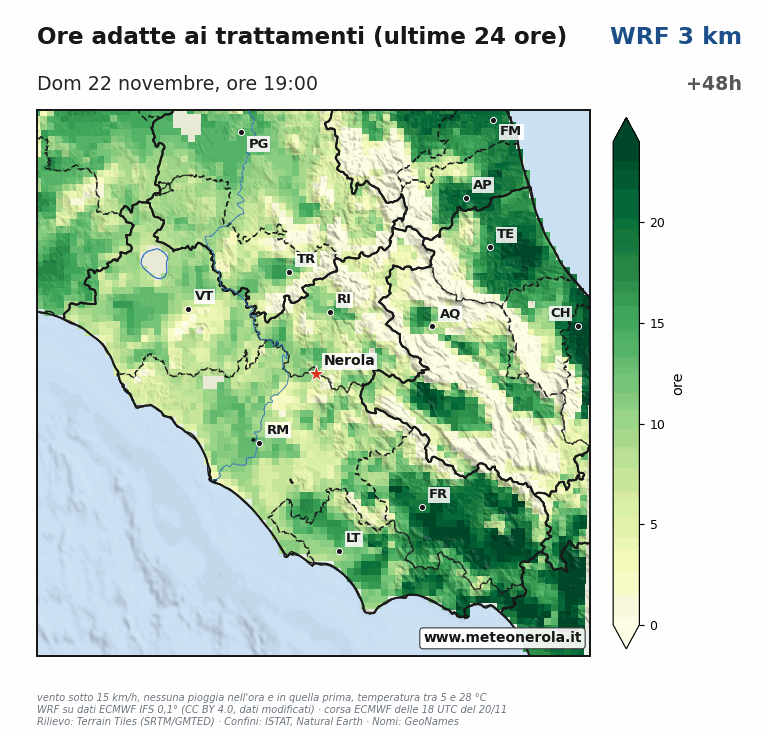 Ore adatte ai trattamenti (ultime 24 ore)
WRF 3 km
Dom 22 novembre, ore 19:00
+48h
PG
FM
AP
TE
TR
VT
RI
AQ
CH
Nerola
RM
FR
LT
www.meteonerola.it
20
15
10
5
0
ore
vento sotto 15 km/h, nessuna pioggia nell'ora e in quella prima, temperatura tra 5 e 28 °C
WRF su dati ECMWF IFS 0,1° (CC BY 4.0, dati modificati) · corsa ECMWF delle 18 UTC del 20/11
Rilievo: Terrain Tiles (SRTM/GMTED) · Confini: ISTAT, Natural Earth · Nomi: GeoNames